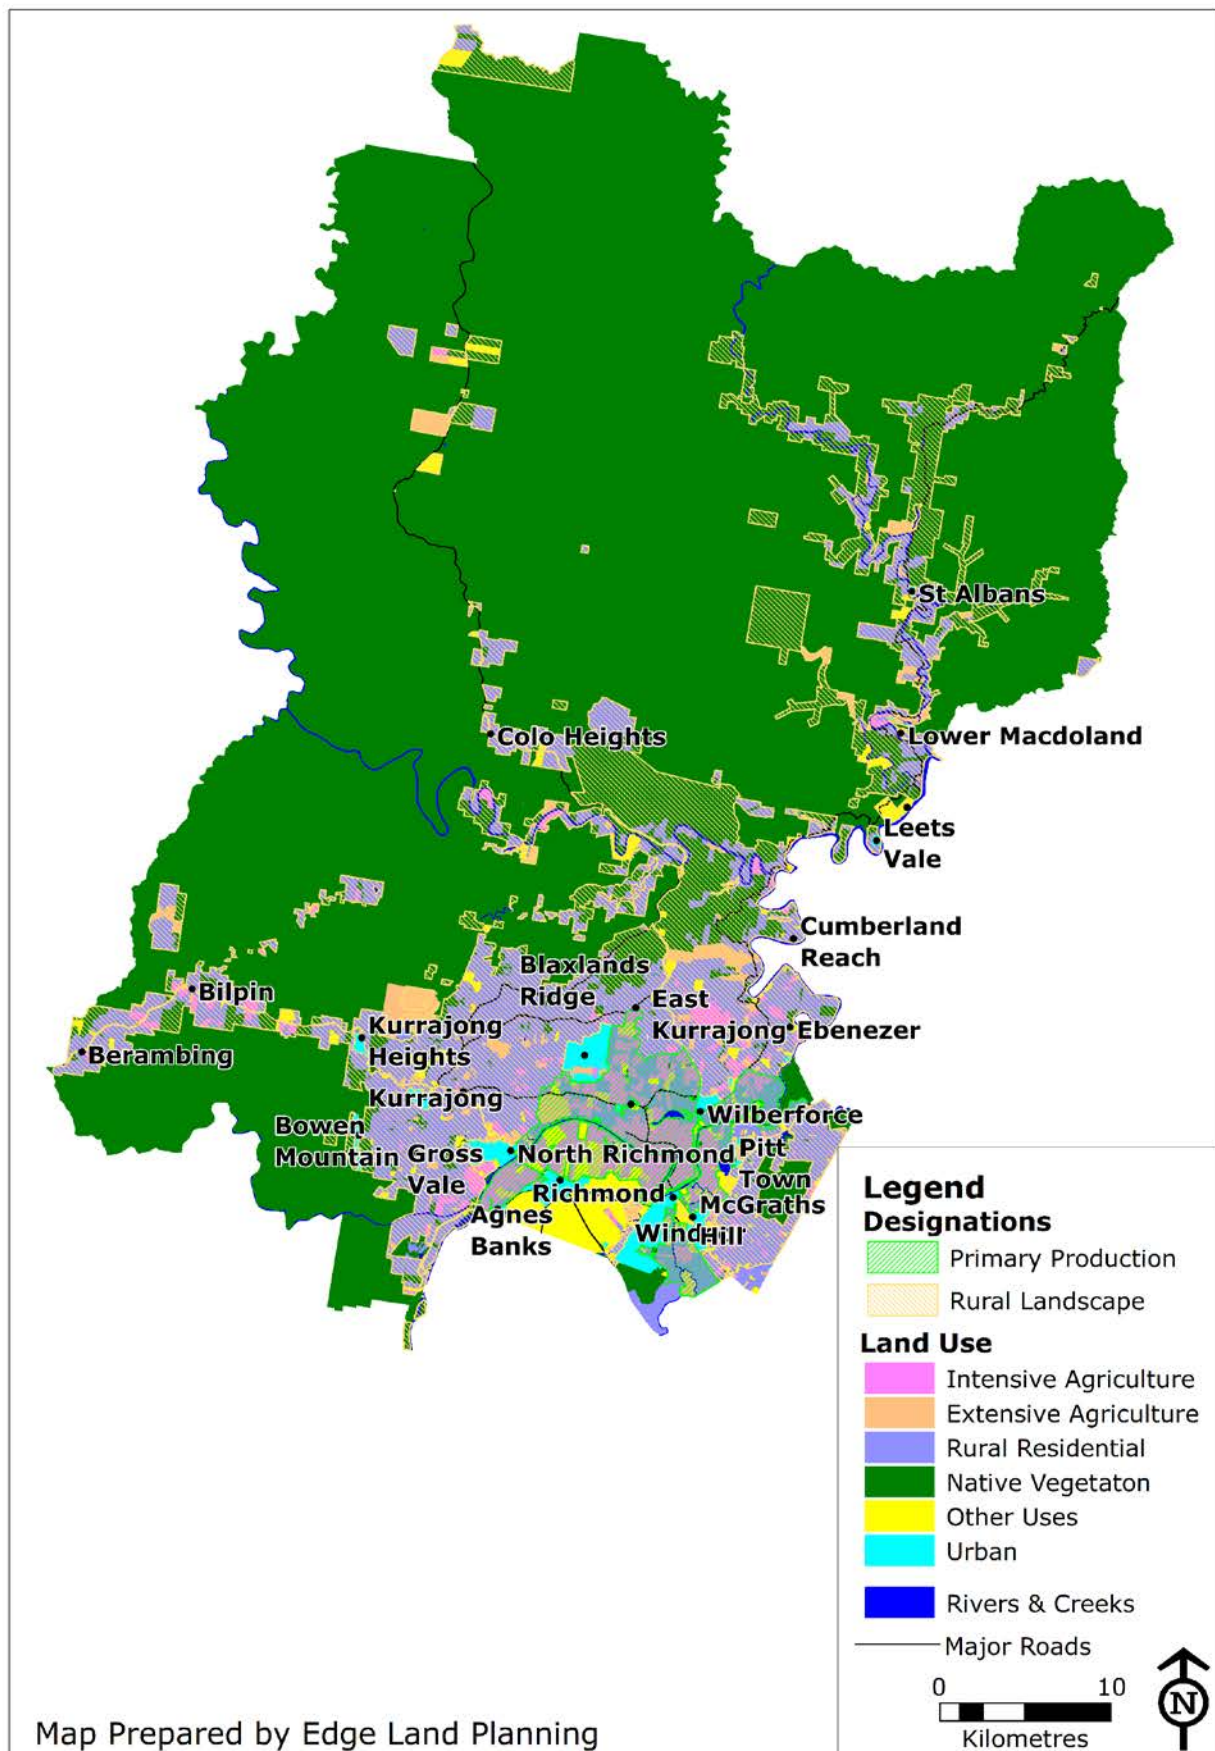 St Albans
Colo Heights
Lower Macdoland
Leets
Vale
Cumberland
Reach
Blaxlands
Ridge
Bilpin
East
Kurrajong
Ebenezer
Kurrajong
Heights
Berambing
Kurrajong
Wilberforce
Bowen
Mountain
Gross
Vale
North Richmond
Pitt
Town
Richmond
McGraths
Hill
Agnes
Banks
Legend
Designations
Primary Production
Rural Landscape
Land Use
Intensive Agriculture
Extensive Agriculture
Rural Residential
Native Vegetaton
Other Uses
Urban
Rivers & Creeks
Major Roads
0 10
Kilometres
N
Map Prepared by Edge Land Planning